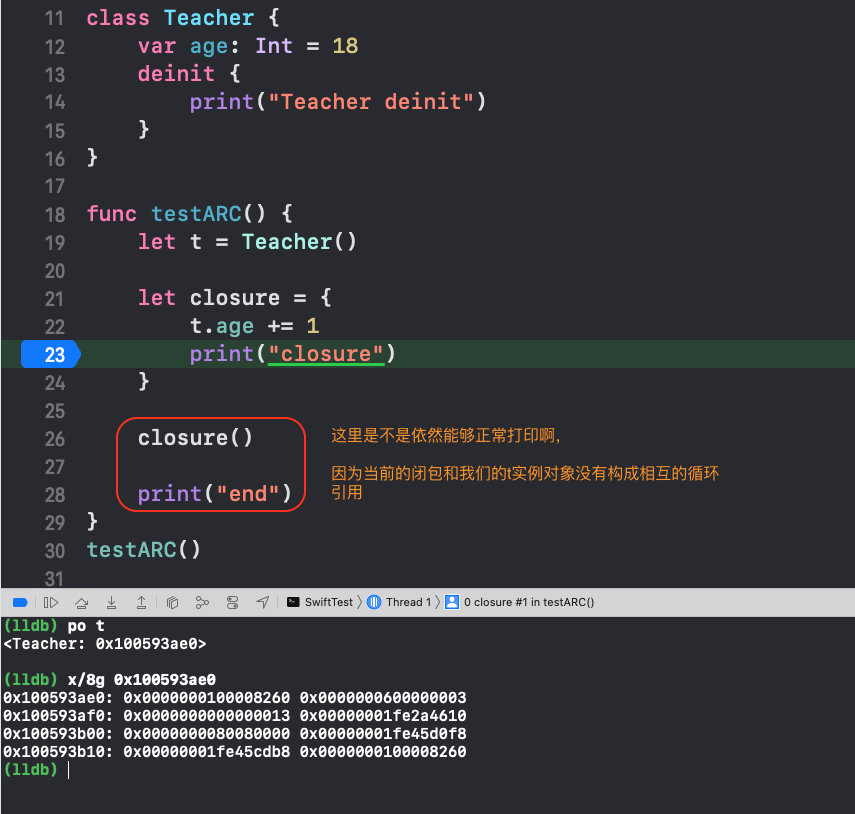 11 class Teacher {
12 var age: Int = 18
13 deinit {
14 print("Teacher deinit")
15 }
16 }
17
18 func testARC() {
19 let t = Teacher()
20
21 let closure = {
22 t.age += 1
23 print("closure")
24 }
25
26 closure()
这里是不是依然能够正常打印啊,
27
因为当前的闭包和我们的t实例对象没有构成相互的循环
引用
28 print("end")
29 }
30 testARC()
31
SwiftTest 〉 Thread 1 〉 0 closure #1 in testARC()
(lldb) po t
<Teacher: 0x100593ae0>
(lldb) x/8g 0x100593ae0
0x100593ae0: 0x0000000100008260 0x0000000600000003
0x100593af0: 0x0000000000000013 0x00000001fe2a4610
0x100593b00: 0x0000000080080000 0x00000001fe45d0f8
0x100593b10: 0x00000001fe45cdb8 0x0000000100008260
(lldb)